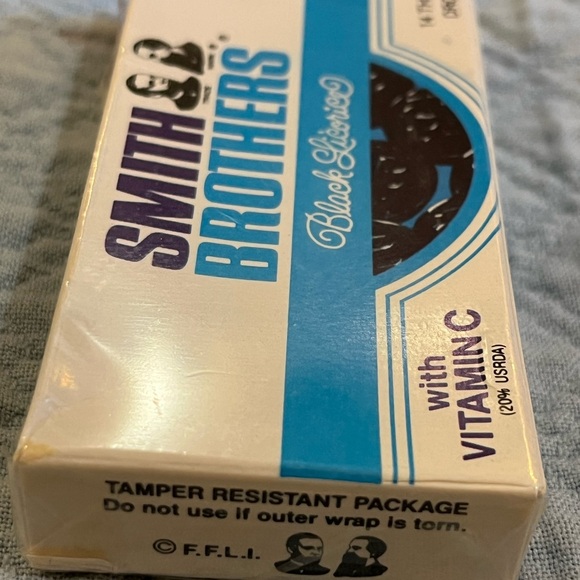 SMITH
BROTHERS®
Black Licorice
14
with
VITAMIN C
(20% USRDA)
TAMPER RESISTANT PACKAGE
Do not use if outer wrap is torn.
© F.F.L.I.